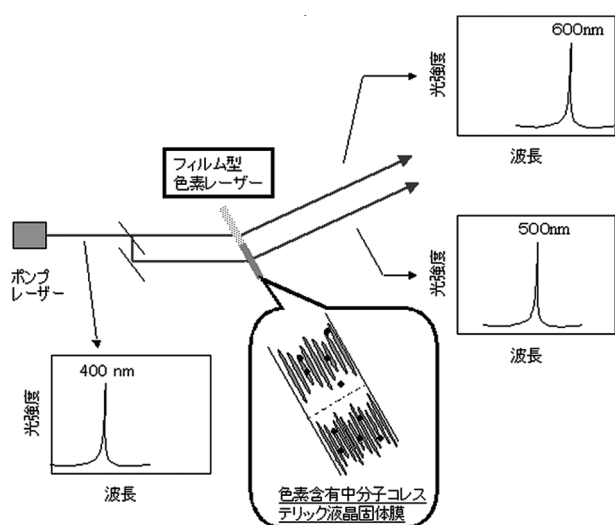 600nm
光強度
波長
フィルム型
色素レーザー
ポンプ
レーザー
500nm
光強度
波長
400 nm
光強度
波長
色素含有中分子コレス
テリック液晶固体膜